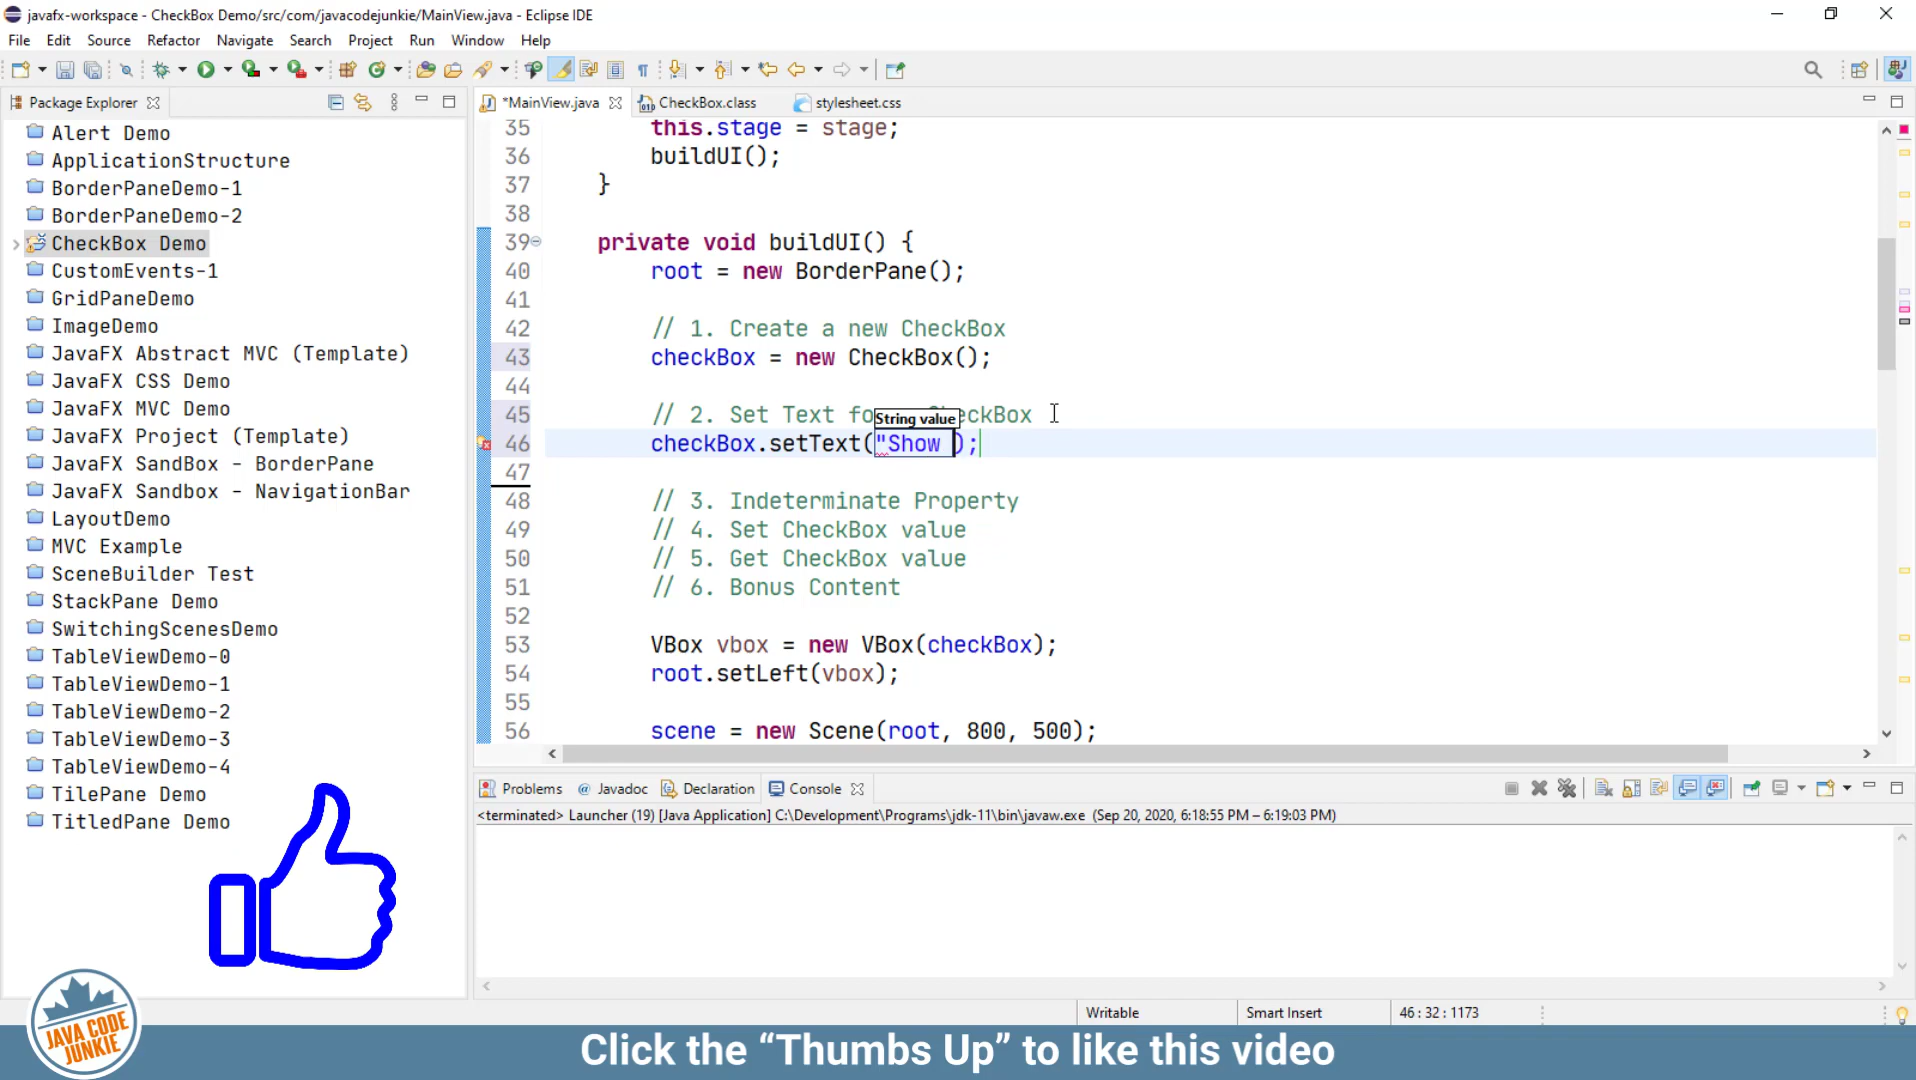 javafx-workspace - CheckBox Demo/src/com/javacodejunkie/MainView.java - Eclipse IDE
File Edit Source Refactor Navigate Search Project Run Window Help
Package Explorer
*MainView.java CheckBox.class stylesheet.css
Alert Demo
ApplicationStructure
BorderPaneDemo-1
BorderPaneDemo-2
CheckBox Demo
CustomEvents-1
GridPaneDemo
ImageDemo
JavaFX Abstract MVC (Template)
JavaFX CSS Demo
JavaFX MVC Demo
JavaFX Project (Template)
JavaFX SandBox - BorderPane
JavaFX Sandbox - NavigationBar
LayoutDemo
MVC Example
SceneBuilder Test
StackPane Demo
SwitchingScenesDemo
TableViewDemo-0
TableViewDemo-1
TableViewDemo-2
TableViewDemo-3
TableViewDemo-4
TilePane Demo
TitledPane Demo
35 this.stage = stage;
36 buildUI();
37 }
38
39 private void buildUI() {
40 root = new BorderPane();
41
42 // 1. Create a new CheckBox
43 checkBox = new CheckBox();
44
45 // 2. Set Text fo eckBox
String value
46 checkBox.setText("Show );
47
48 // 3. Indeterminate Property
49 // 4. Set CheckBox value
50 // 5. Get CheckBox value
51 // 6. Bonus Content
52
53 VBox vbox = new VBox(checkBox);
54 root.setLeft(vbox);
55
56 scene = new Scene(root, 800, 500);
Problems @ Javadoc Declaration Console
<terminated> Launcher (19) [Java Application] C:\Development\Programs\jdk-11\bin\javaw.exe (Sep 20, 2020, 6:18:55 PM – 6:19:03 PM)
Writable Smart Insert 46 : 32 : 1173
JAVA CODE JUNKIE
Click the “Thumbs Up” to like this video